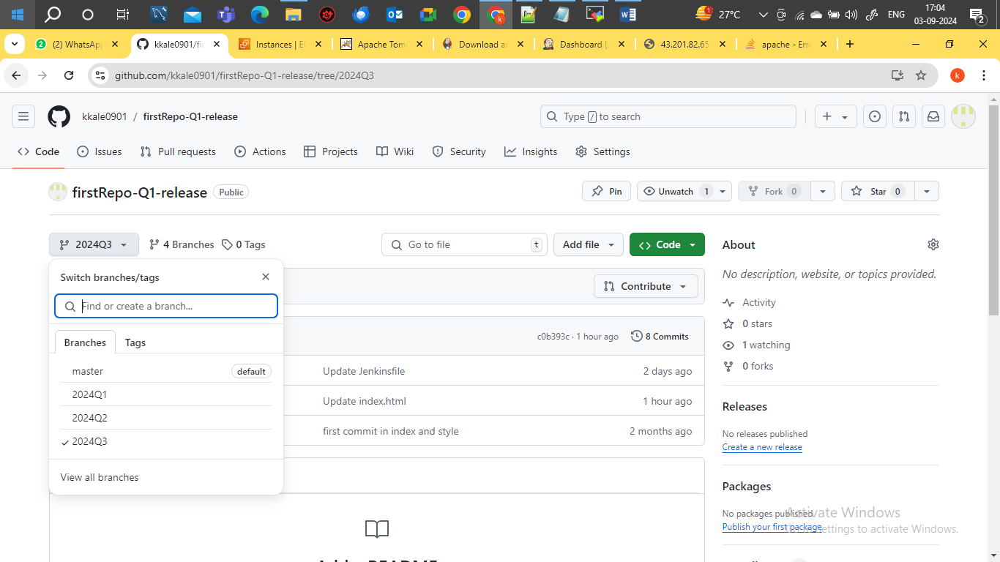 27°C
ENG
17:04
03-09-2024
2
(2) WhatsApp
kkale0901/fir
Instances | EC
Apache Tom
Download a
Dashboard [
43.201.82.65
apache - Erro
github.com/kkale0901/firstRepo-Q1-release/tree/2024Q3
k
kkale0901 / firstRepo-Q1-release
Type / to search
Code
Issues
Pull requests
Actions
Projects
Wiki
Security
Insights
Settings
firstRepo-Q1-release Public
Pin
Unwatch 1
Fork 0
Star 0
2024Q3
4 Branches
0 Tags
Go to file t
Add file
Code
Switch branches/tags
Find or create a branch...
Branches Tags
master default
2024Q1
2024Q2
2024Q3
View all branches
Contribute
c0b393c · 1 hour ago
8 Commits
Update Jenkinsfile 2 days ago
Update index.html 1 hour ago
first commit in index and style 2 months ago
About
No description, website, or topics provided.
Activity
0 stars
1 watching
0 forks
Releases
No releases published
Create a new release
Packages
No packages published
Publish your first package
Activate Windows
Go to Settings to activate Windows.